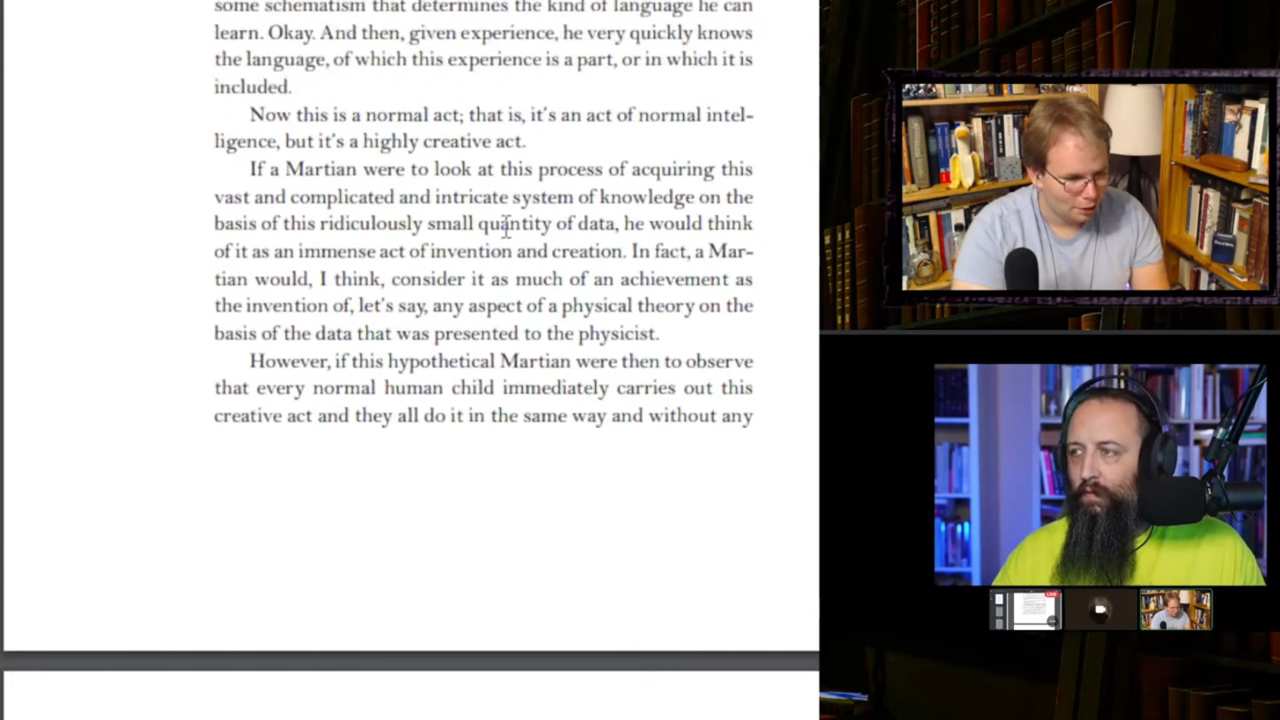 some schematism that determines the kind of language he can
learn. Okay. And then, given experience, he very quickly knows
the language, of which this experience is a part, or in which it is
included.
Now this is a normal act; that is, it's an act of normal intel-
ligence, but it's a highly creative act.
If a Martian were to look at this process of acquiring this
vast and complicated and intricate system of knowledge on the
basis of this ridiculously small quantity of data, he would think
of it as an immense act of invention and creation. In fact, a Mar-
tian would, I think, consider it as much of an achievement as
the invention of, let's say, any aspect of a physical theory on the
basis of the data that was presented to the physicist.
However, if this hypothetical Martian were then to observe
that every normal human child immediately carries out this
creative act and they all do it in the same way and without any